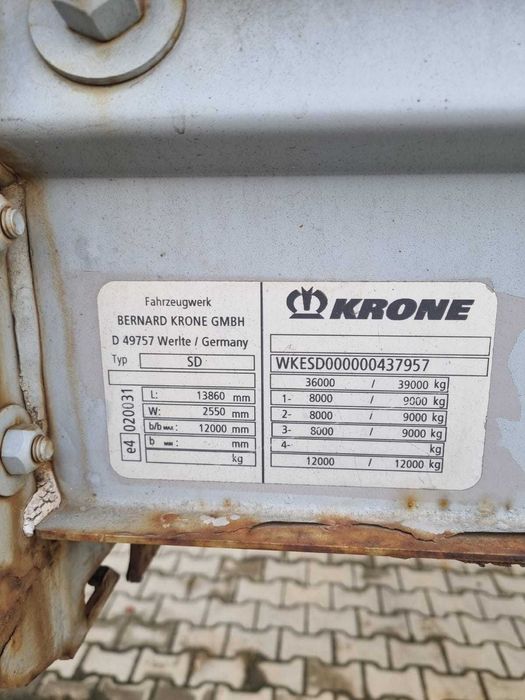 Fahrzeugwerk
BERNARD KRONE GMBH
D 49757 Werlte / Germany
Typ SD
e4 020031
L: 13860 mm
W: 2550 mm
b/b MAX: 12000 mm
b MIN: mm
kg
KRONE
WKESD000000437957
36000 / 39000 kg
1- 8000 / 9000 kg
2- 8000 / 9000 kg
3- 8000 / 9000 kg
4- / kg
12000 / 12000 kg